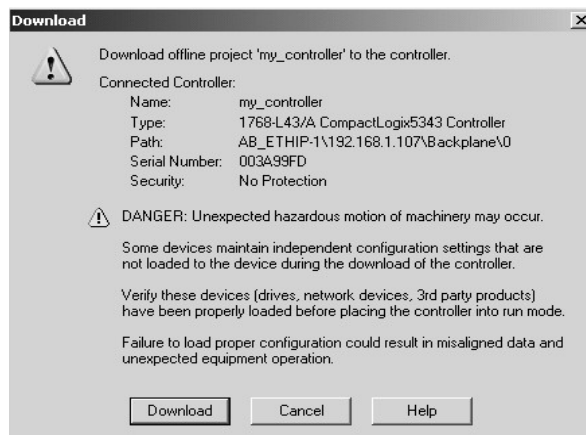 Download
Download offline project 'my_controller' to the controller.
Connected Controller:
Name: my_controller
Type: 1768-L43/A CompactLogix5343 Controller
Path: AB_ETHIP-1\192.168.1.107\Backplane\0
Serial Number: 003A99FD
Security: No Protection
DANGER: Unexpected hazardous motion of machinery may occur.
Some devices maintain independent configuration settings that are
not loaded to the device during the download of the controller.
Verify these devices (drives, network devices, 3rd party products)
have been properly loaded before placing the controller into run mode.
Failure to load proper configuration could result in misaligned data and
unexpected equipment operation.
Download Cancel Help